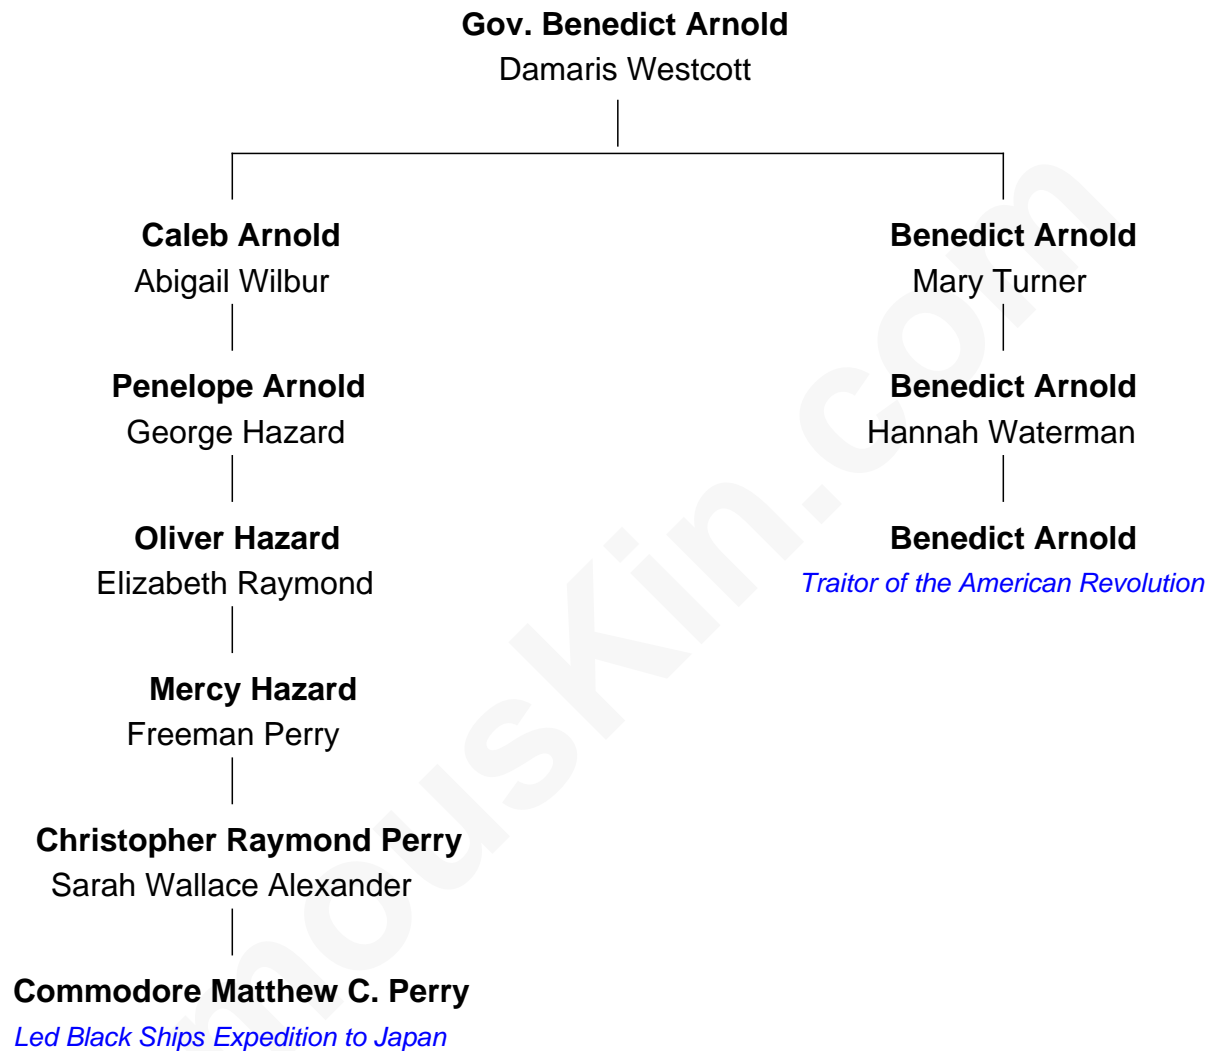 Gov. Benedict Arnold
Damaris Westcott
Caleb Arnold
Abigail Wilbur
Penelope Arnold
George Hazard
Oliver Hazard
Elizabeth Raymond
Mercy Hazard
Freeman Perry
Christopher Raymond Perry
Sarah Wallace Alexander
Commodore Matthew C. Perry
Led Black Ships Expedition to Japan
Benedict Arnold
Mary Turner
Benedict Arnold
Hannah Waterman
Benedict Arnold
Traitor of the American Revolution
mousKin.com